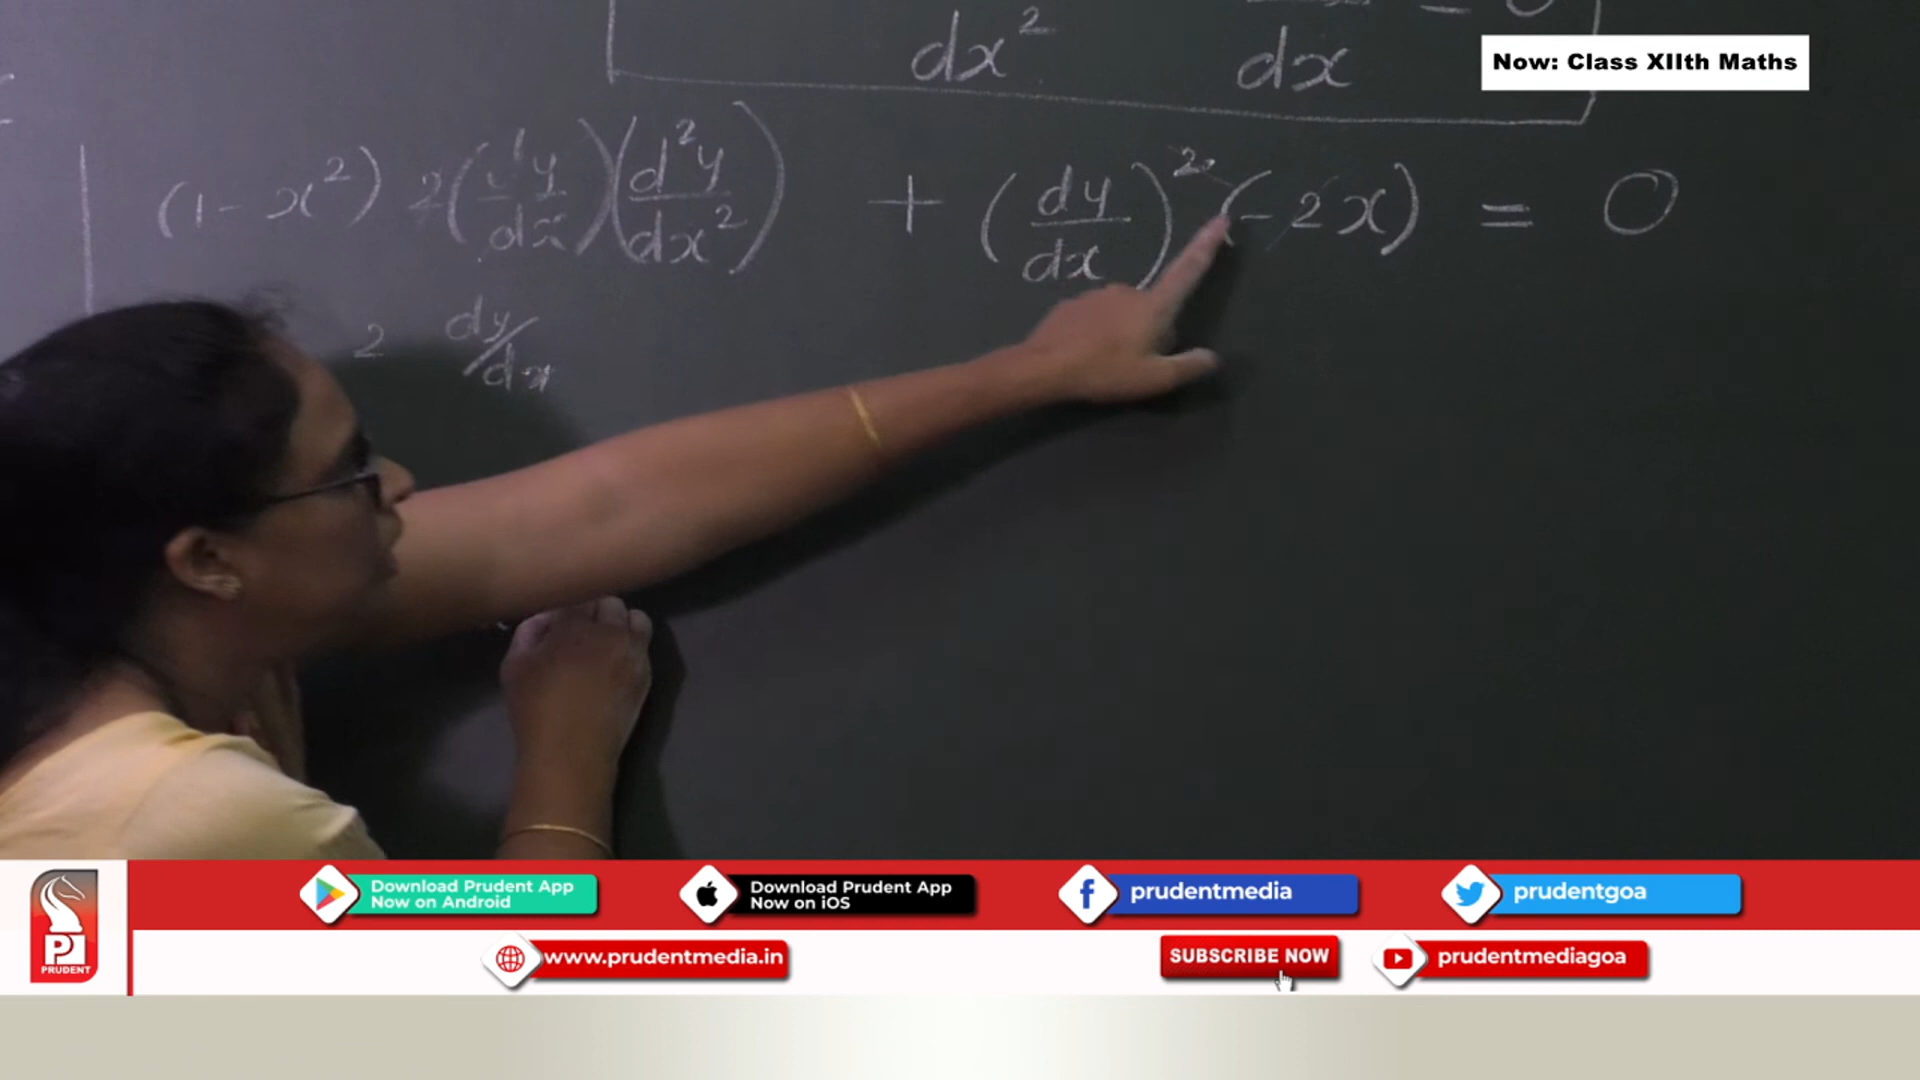 dx² dx = 0
Now: Class XIIth Maths
(1-x²) 2(dy/dx)(d²y/dx²) + (dy/dx)²(-2x) = 0
2 dy/dx
Download Prudent App
Now on Android
Download Prudent App
Now on iOS
prudentmedia
prudentgoa
PRUDENT
www.prudentmedia.in
SUBSCRIBE NOW
prudentmediagoa